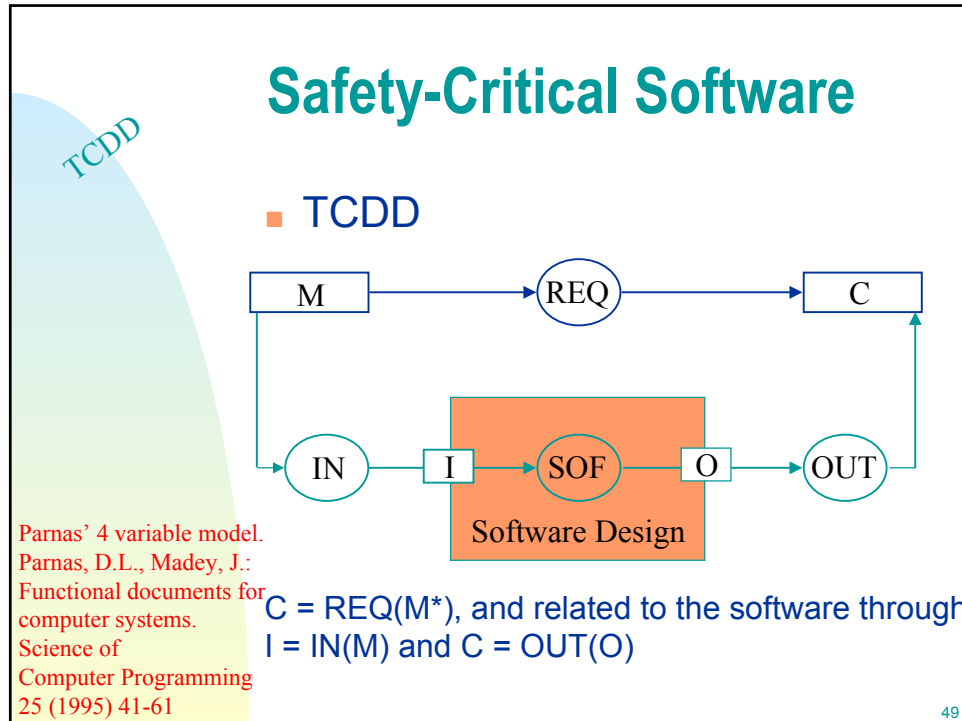 Safety-Critical Software
TCDD
■ TCDD
M
REQ
C
IN
I
SOF
O
OUT
Software Design
Parnas' 4 variable model.
Parnas, D.L., Madey, J.:
Functional documents for
computer systems.
Science of
Computer Programming
25 (1995) 41-61
C = REQ(M*), and related to the software through
I = IN(M) and C = OUT(O)
49